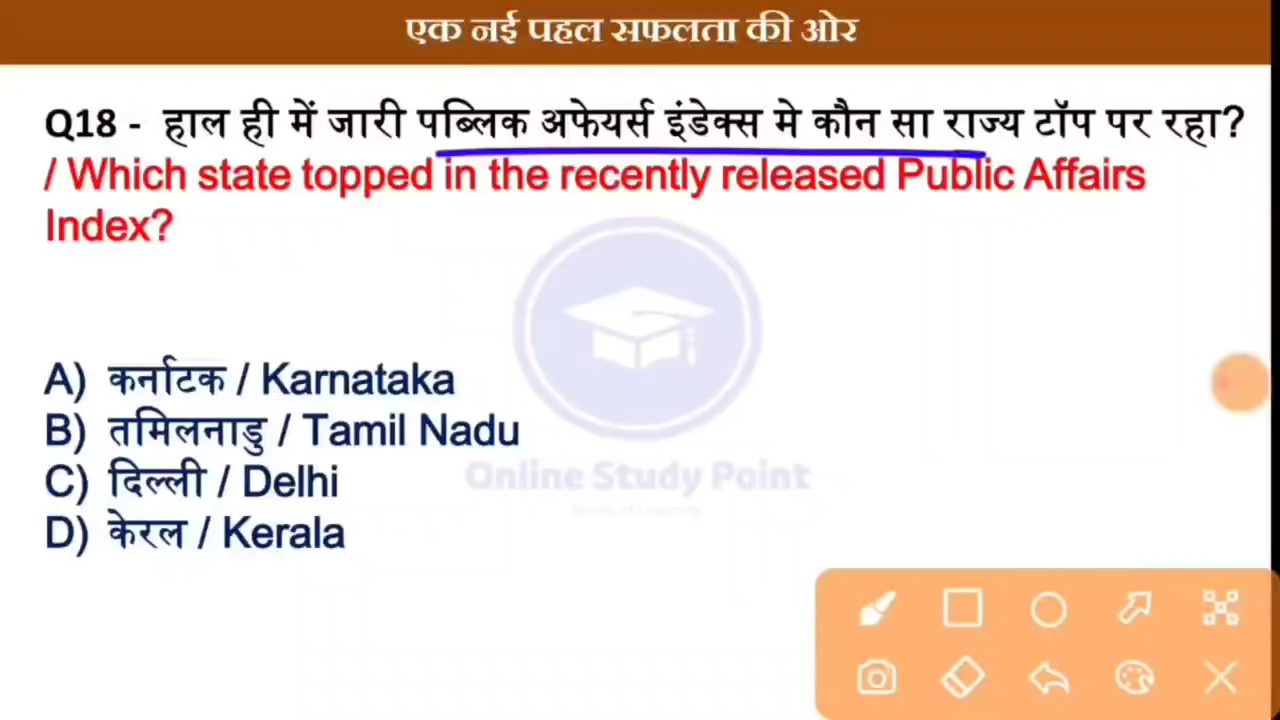 एक नई पहल सफलता की ओर
Q18 - हाल ही में जारी पब्लिक अफेयर्स इंडेक्स मे कौन सा राज्य टॉप पर रहा?
/ Which state topped in the recently released Public Affairs
Index?
A) कर्नाटक / Karnataka
B) तमिलनाडु / Tamil Nadu
C) दिल्ली / Delhi
D) केरल / Kerala
Online Study Point